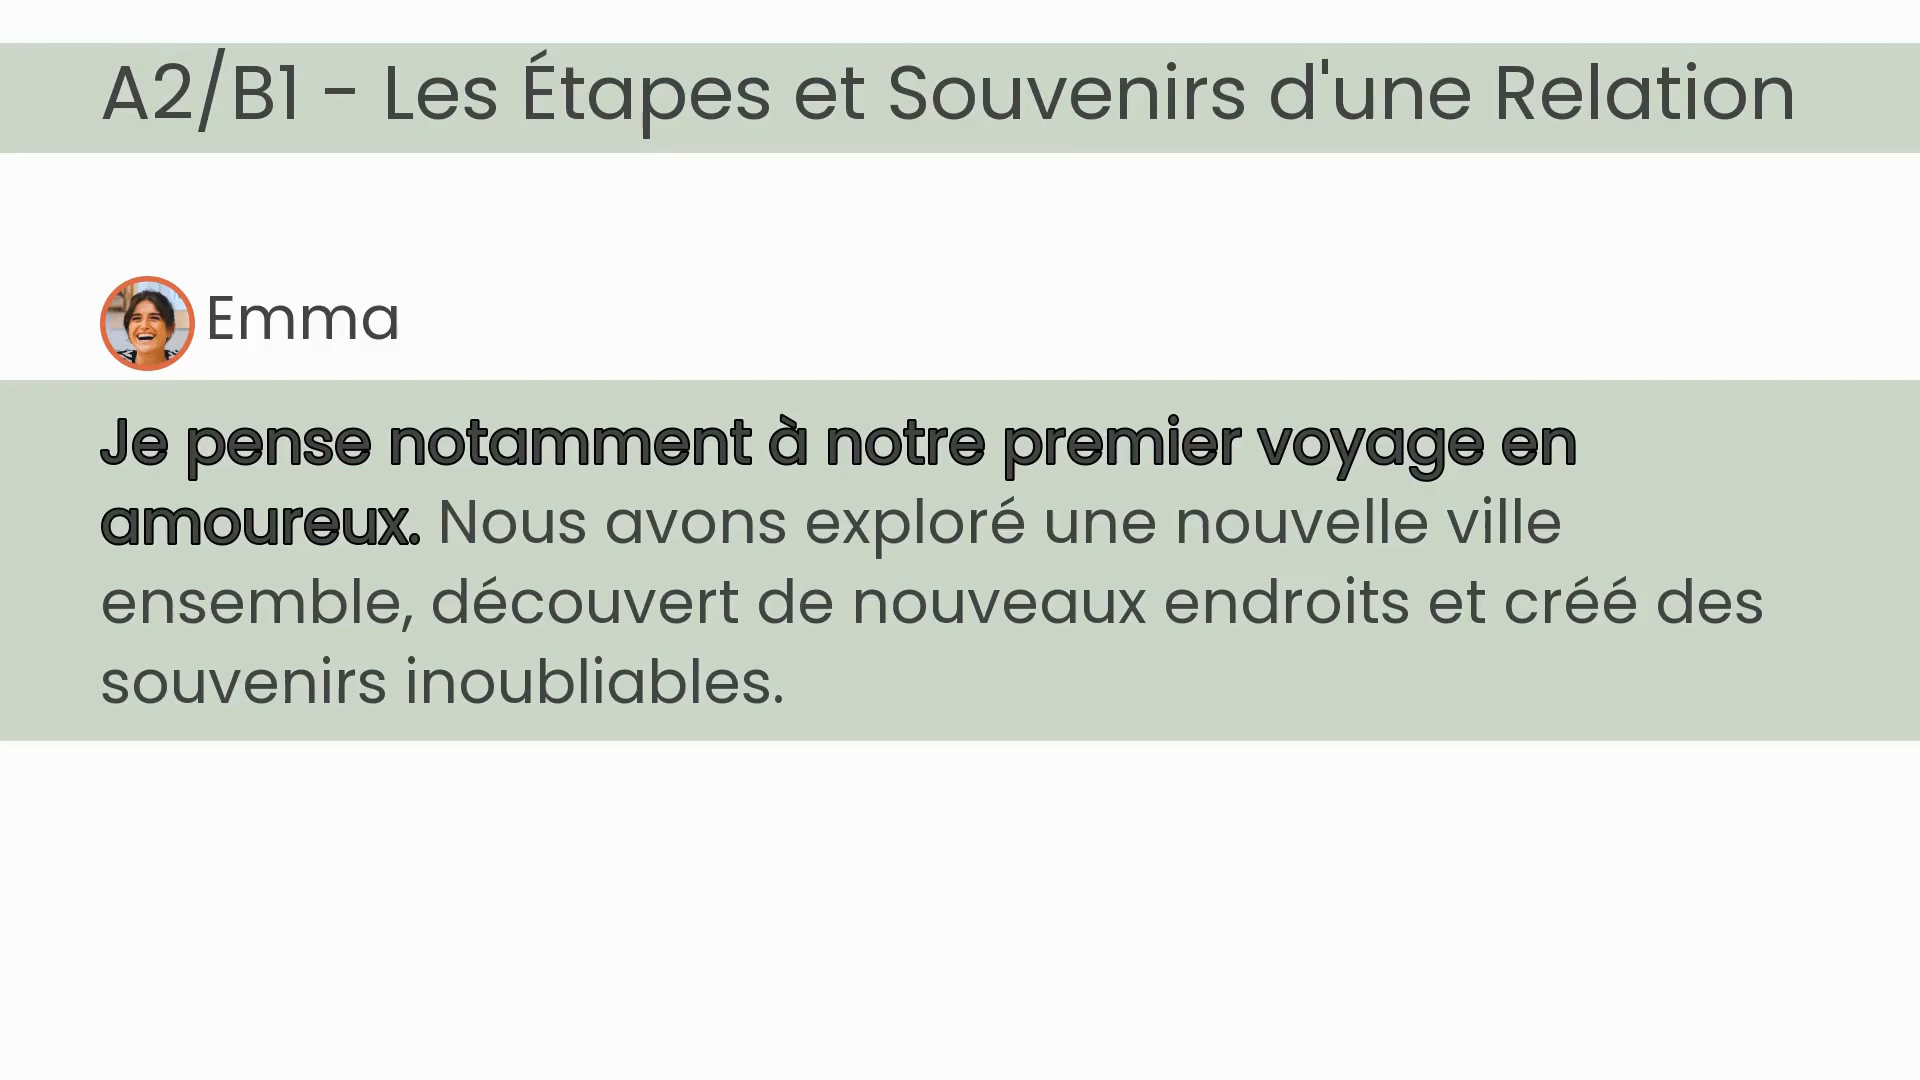 A2/B1 - Les Étapes et Souvenirs d'une Relation
Emma
Je pense notamment à notre premier voyage en
amoureux. Nous avons exploré une nouvelle ville
ensemble, découvert de nouveaux endroits et créé des
souvenirs inoubliables.